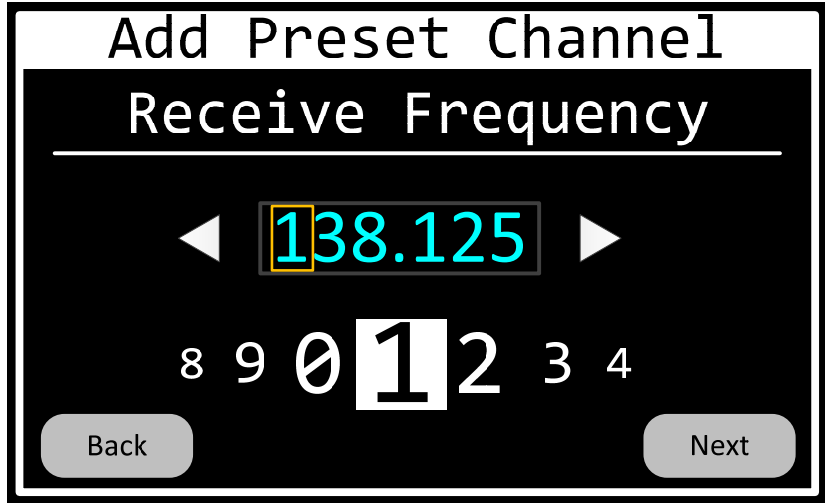 Add Preset Channel
Receive Frequency
138.125
8 9 0 1 2 3 4
Back Next